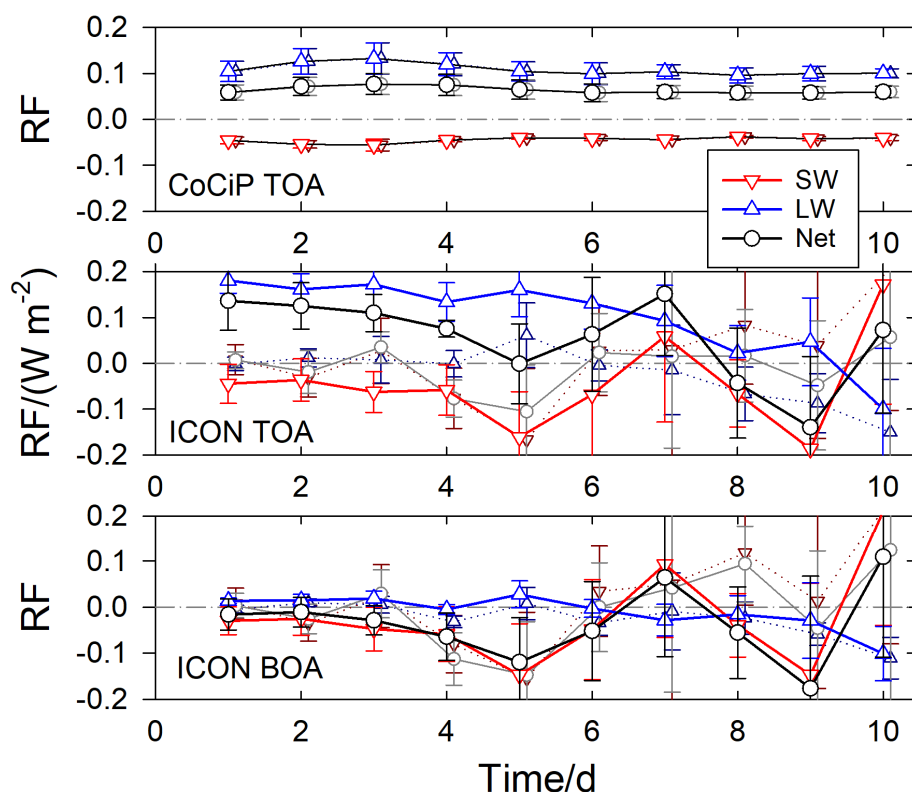 0.2
0.1
0.0
-0.1
-0.2
RF
CoCiP TOA
0 2 4 6 8 10
SW
LW
Net
0.2
0.1
0.0
-0.1
-0.2
RF/(W m⁻²)
ICON TOA
0 2 4 6 8 10
0.2
0.1
0.0
-0.1
-0.2
RF
ICON BOA
0 2 4 6 8 10
Time/d